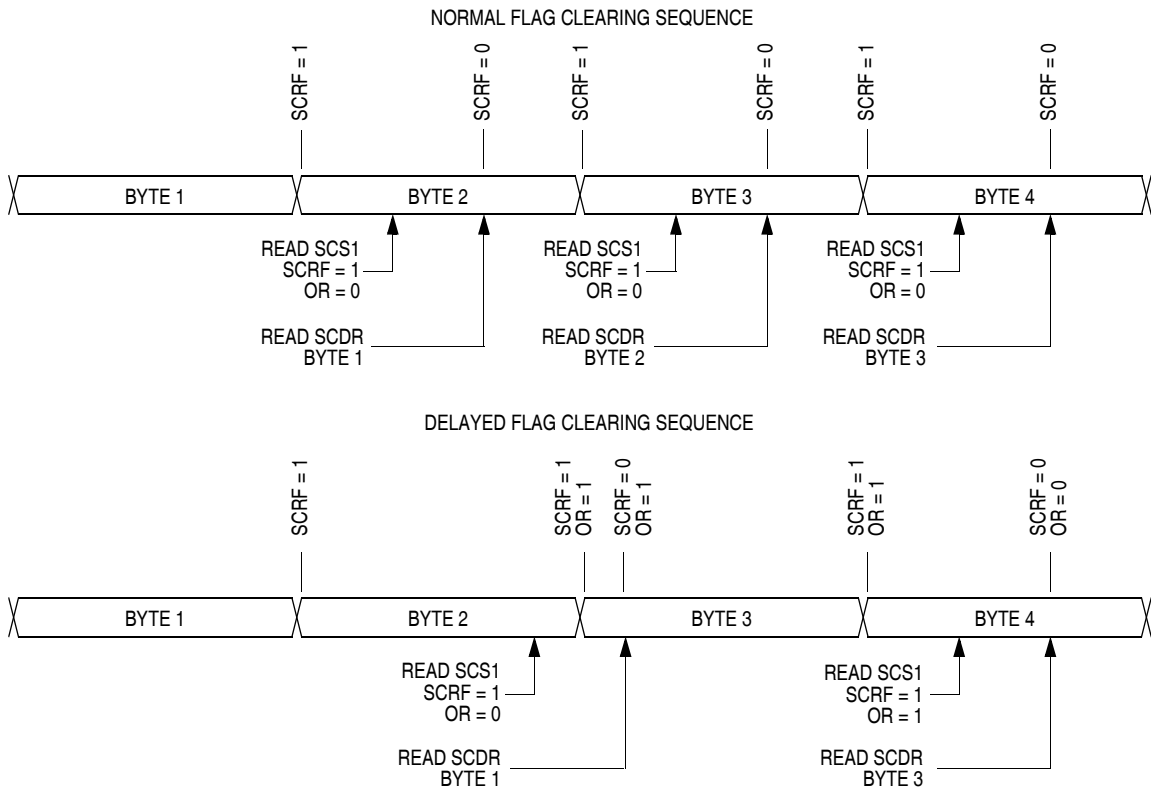 NORMAL FLAG CLEARING SEQUENCE
SCRF = 1
SCRF = 0
SCRF = 1
SCRF = 0
SCRF = 1
SCRF = 0
BYTE 1
BYTE 2
BYTE 3
BYTE 4
READ SCS1
SCRF = 1
OR = 0
READ SCS1
SCRF = 1
OR = 0
READ SCS1
SCRF = 1
OR = 0
READ SCDR
BYTE 1
READ SCDR
BYTE 2
READ SCDR
BYTE 3
DELAYED FLAG CLEARING SEQUENCE
SCRF = 1
SCRF = 1
OR = 1
SCRF = 0
OR = 1
SCRF = 1
OR = 1
SCRF = 0
OR = 0
BYTE 1
BYTE 2
BYTE 3
BYTE 4
READ SCS1
SCRF = 1
OR = 0
READ SCS1
SCRF = 1
OR = 1
READ SCDR
BYTE 1
READ SCDR
BYTE 3